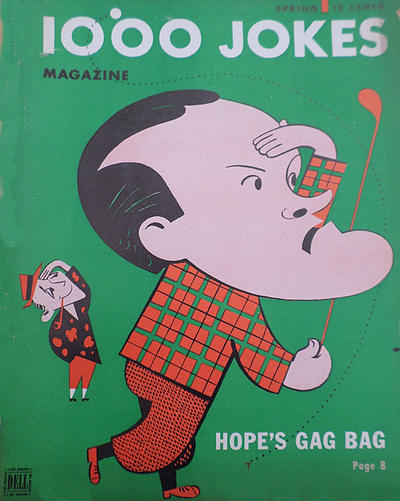 SPRING 15 CENTS
1000 JOKES
MAGAZINE
HOPE'S GAG BAG
Page 8
DELL